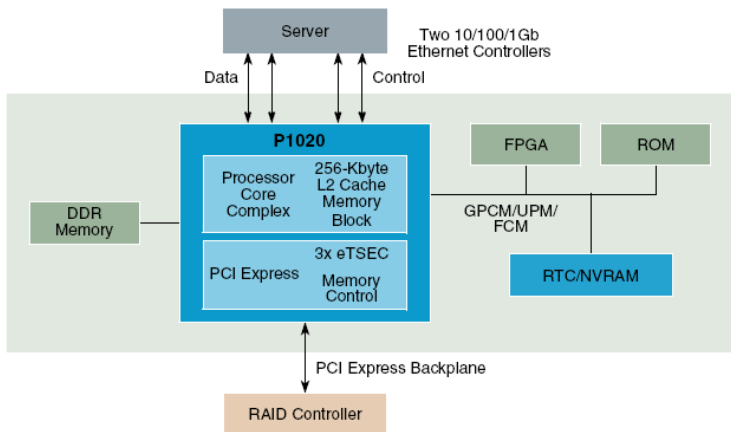 Server
Two 10/100/1Gb
Ethernet Controllers
Data
Control
P1020
Processor
Core
Complex
256-Kbyte
L2 Cache
Memory
Block
PCI Express
3x eTSEC
Memory
Control
DDR
Memory
FPGA
ROM
GPCM/UPM/
FCM
RTC/NVRAM
PCI Express Backplane
RAID Controller